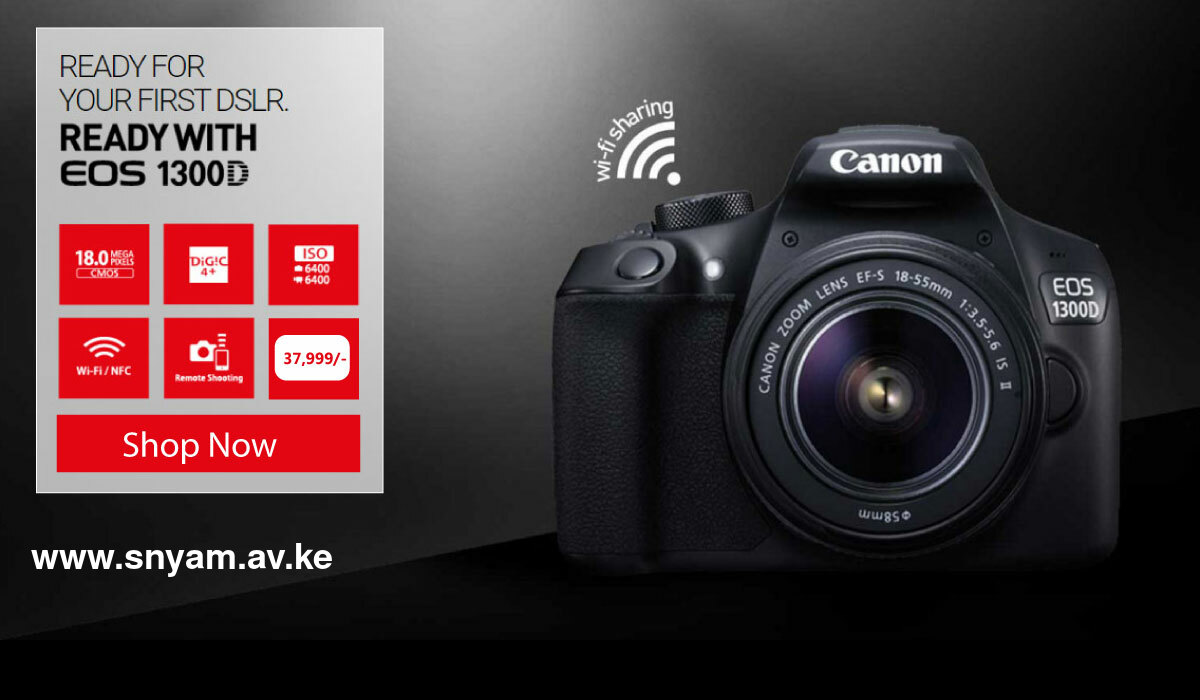 READY FOR
YOUR FIRST DSLR.
READY WITH
EOS 1300D
18.0 MEGA PIXELS
CMOS
DiG!C
4+
ISO
6400
6400
Wi-Fi / NFC
Remote Shooting
37,999/-
Shop Now
www.snyam.av.ke
wi-fi sharing
Canon
EOS
1300D
CANON ZOOM LENS EF-S 18-55mm 1:3.5-5.6 IS II
Φ58mm